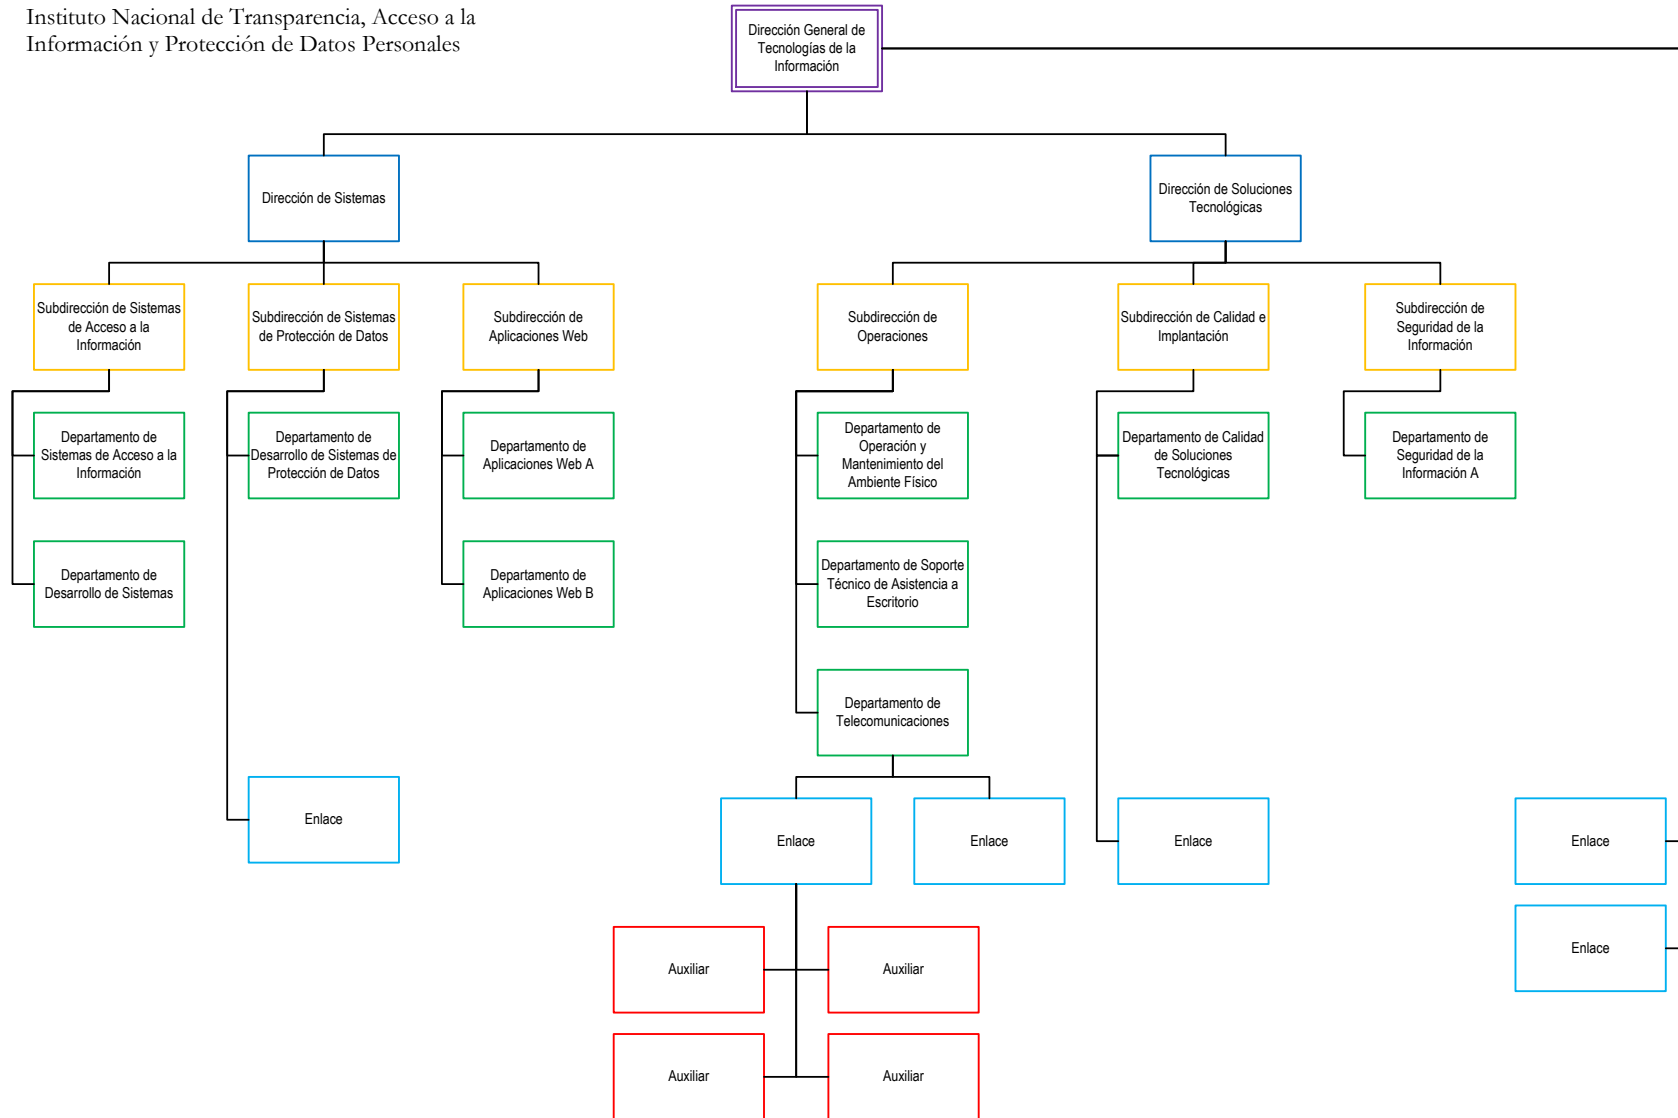 Instituto Nacional de Transparencia, Acceso a la
Información y Protección de Datos Personales
Dirección General de
Tecnologías de la
Información
Dirección de Sistemas
Dirección de Soluciones
Tecnológicas
Subdirección de Sistemas
de Acceso a la
Información
Subdirección de Sistemas
de Protección de Datos
Subdirección de
Aplicaciones Web
Subdirección de
Operaciones
Subdirección de Calidad e
Implantación
Subdirección de
Seguridad de la
Información
Departamento de
Sistemas de Acceso a la
Información
Departamento de
Desarrollo de Sistemas de
Protección de Datos
Departamento de
Aplicaciones Web A
Departamento de
Operación y
Mantenimiento del
Ambiente Físico
Departamento de Calidad
de Soluciones
Tecnológicas
Departamento de
Seguridad de la
Información A
Departamento de
Desarrollo de Sistemas
Departamento de
Aplicaciones Web B
Departamento de Soporte
Técnico de Asistencia a
Escritorio
Departamento de
Telecomunicaciones
Enlace
Enlace
Enlace
Enlace
Enlace
Enlace
Auxiliar
Auxiliar
Auxiliar
Auxiliar